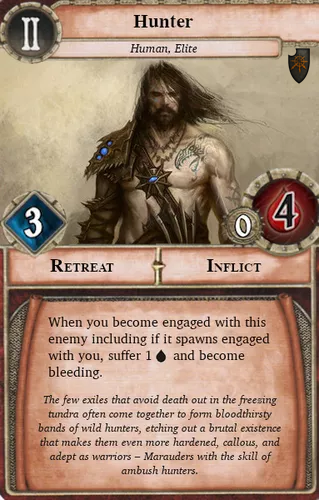 II
Hunter
Human, Elite
3
0
4
RETREAT
INFLICT
When you become engaged with this
enemy including if it spawns engaged
with you, suffer 1 and become
bleeding.
The few exiles that avoid death out in the freesing
tundra often come together to form bloodthirsty
bands of wild hunters, etching out a brutal existence
that makes them even more hardened, callous, and
adept as warriors – Marauders with the skill of
ambush hunters.